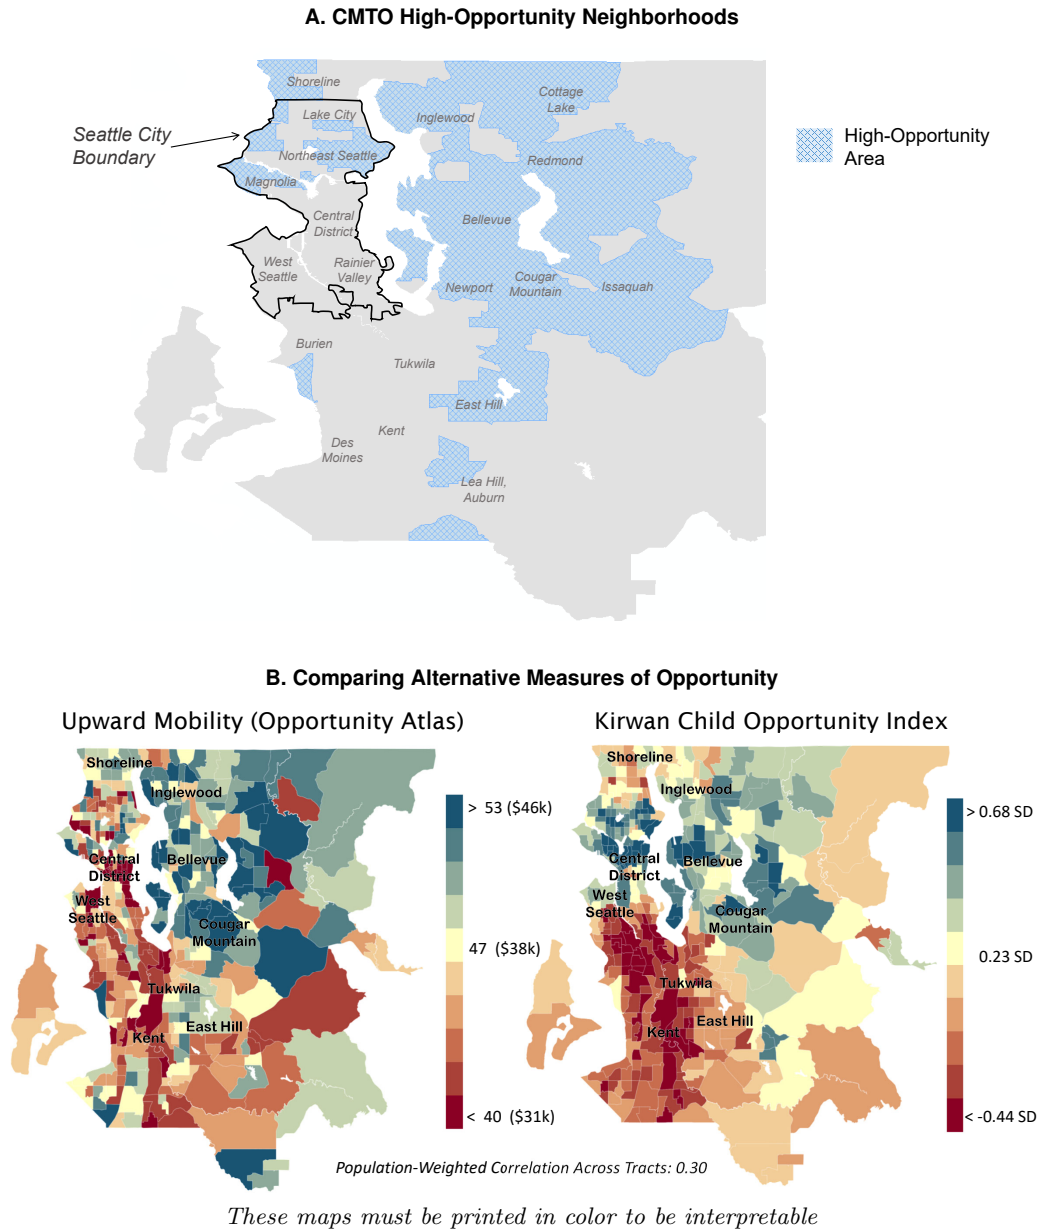 A. CMTO High-Opportunity Neighborhoods
Shoreline
Cottage
Lake
Lake City
Inglewood
Seattle City
Boundary
High-Opportunity
Area
Northeast Seattle
Redmond
Magnolia
Central
District
Bellevue
West
Seattle
Rainier
Valley
Newport
Cougar
Mountain
Issaquah
Burien
Tukwila
East Hill
Kent
Des
Moines
Lea Hill,
Auburn
B. Comparing Alternative Measures of Opportunity
Upward Mobility (Opportunity Atlas)
Shoreline
Inglewood
Central
District
Bellevue
West
Seattle
Cougar
Mountain
Tukwila
East Hill
Kent
> 53 ($46k)
47 ($38k)
< 40 ($31k)
Kirwan Child Opportunity Index
Shoreline
Inglewood
Central
District
Bellevue
West
Seattle
Cougar
Mountain
Tukwila
East Hill
Kent
> 0.68 SD
0.23 SD
< -0.44 SD
Population-Weighted Correlation Across Tracts: 0.30
These maps must be printed in color to be interpretable